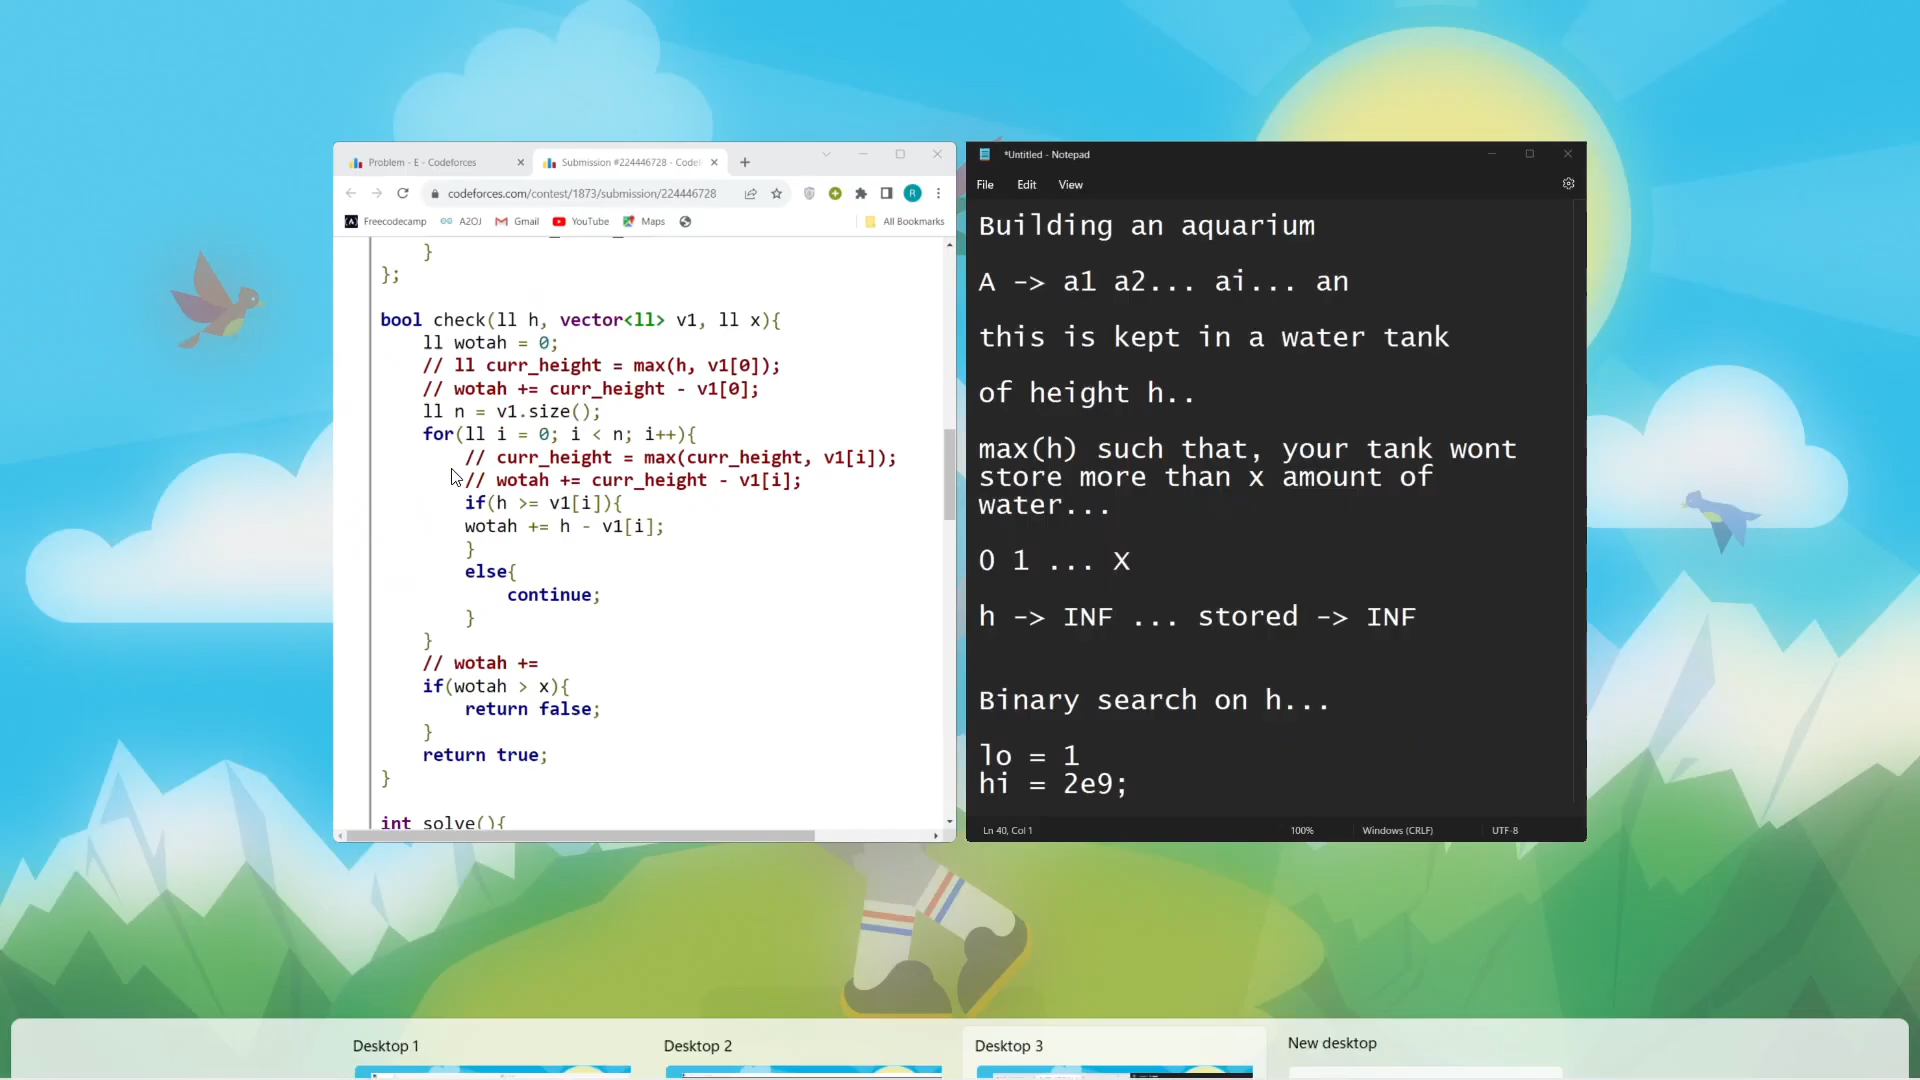 Problem - E - Codeforces
Submission #224446728 - Codef
codeforces.com/contest/1873/submission/224446728
R
Freecodecamp
A2OJ
Gmail
YouTube
Maps
All Bookmarks
}
};
bool check(ll h, vector<ll> v1, ll x){
ll wotah = 0;
// ll curr_height = max(h, v1[0]);
// wotah += curr_height - v1[0];
ll n = v1.size();
for(ll i = 0; i < n; i++){
// curr_height = max(curr_height, v1[i]);
// wotah += curr_height - v1[i];
if(h >= v1[i]){
wotah += h - v1[i];
}
else{
continue;
}
}
// wotah +=
if(wotah > x){
return false;
}
return true;
}
int solve(){
*Untitled - Notepad
File Edit View
Building an aquarium
A -> a1 a2... ai... an
this is kept in a water tank
of height h..
max(h) such that, your tank wont
store more than x amount of
water...
0 1 ... X
h -> INF ... stored -> INF
Binary search on h...
lo = 1
hi = 2e9;
Ln 40, Col 1
100%
Windows (CRLF)
UTF-8
Desktop 1
Desktop 2
Desktop 3
New desktop